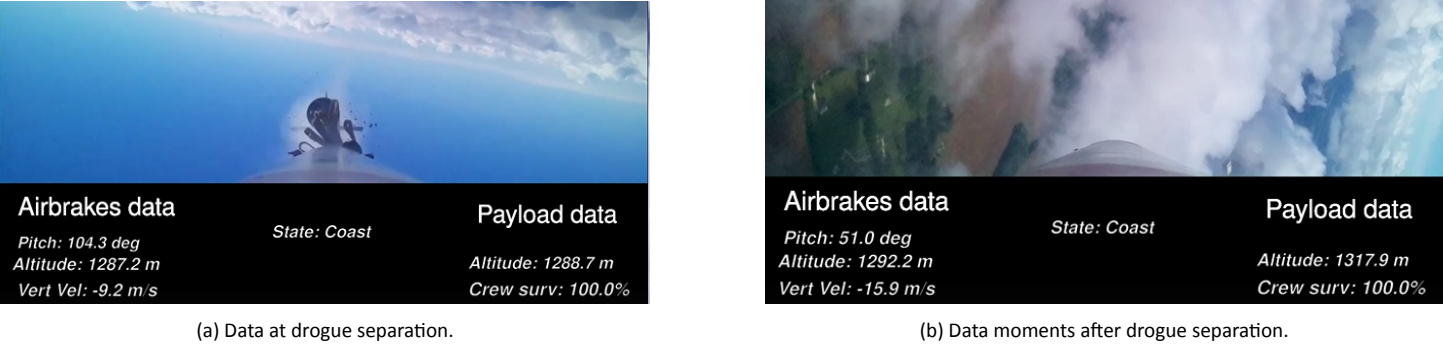 Airbrakes data
Pitch: 104.3 deg
Altitude: 1287.2 m
Vert Vel: -9.2 m/s
State: Coast
Payload data
Altitude: 1288.7 m
Crew surv: 100.0%
(a) Data at drogue separation.
Airbrakes data
Pitch: 51.0 deg
Altitude: 1292.2 m
Vert Vel: -15.9 m/s
State: Coast
Payload data
Altitude: 1317.9 m
Crew surv: 100.0%
(b) Data moments after drogue separation.